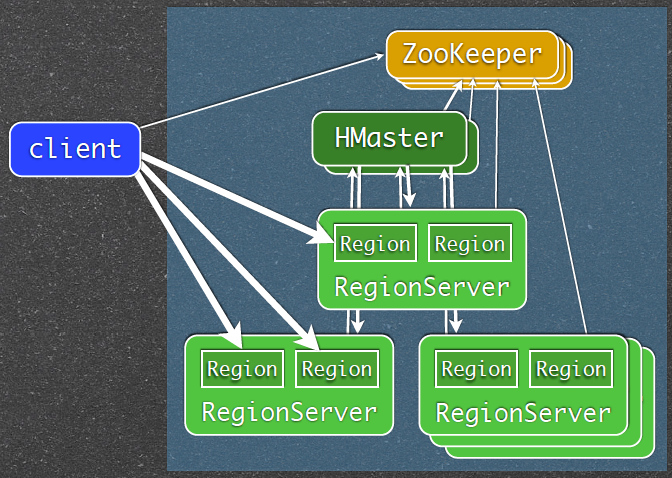 ZooKeeper
HMaster
client
Region
Region
RegionServer
Region
Region
RegionServer
Region
Region
RegionServer